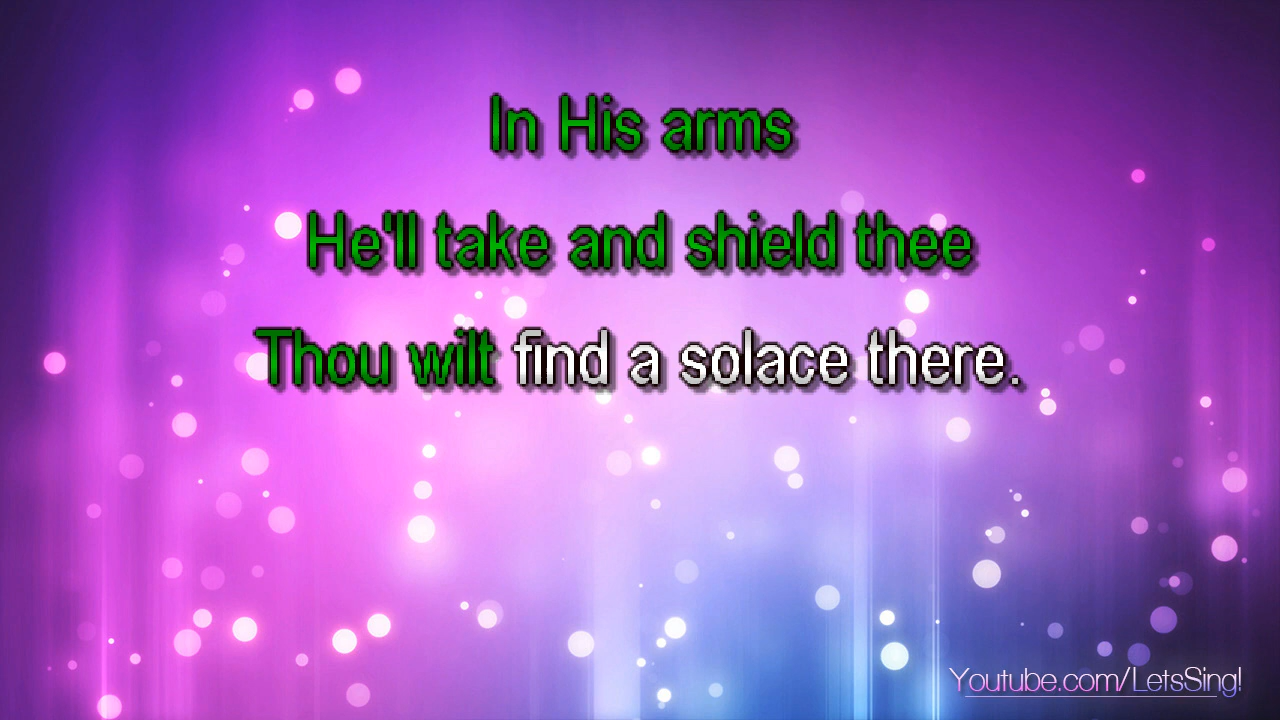 In His arms
He'll take and shield thee
Thou wilt find a solace there.
Youtube.com/LetsSing!